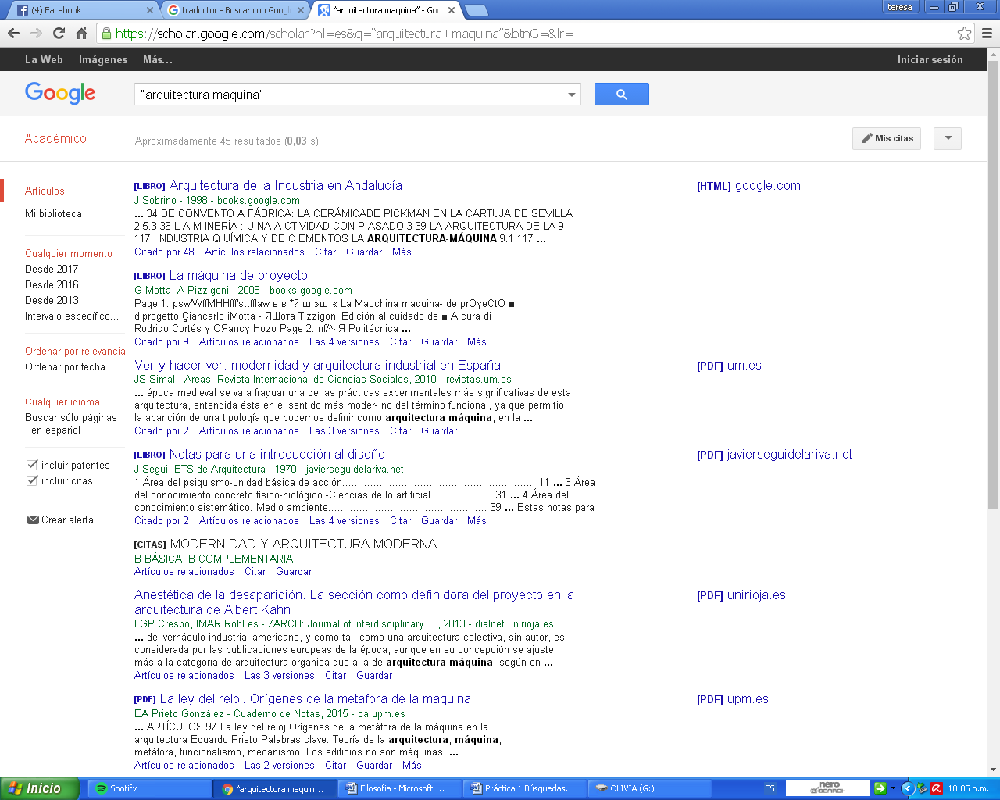 (4) Facebook
traductor - Buscar con Googl
"arquitectura maquina" - Goo
teresa
https://scholar.google.com/scholar?hl=es&q="arquitectura+maquina"&btnG=&lr=
La Web Imágenes Más... Iniciar sesión
Google "arquitectura maquina"
Académico Aproximadamente 45 resultados (0,03 s) Mis citas
Artículos
Mi biblioteca
Cualquier momento
Desde 2017
Desde 2016
Desde 2013
Intervalo específico...
Ordenar por relevancia
Ordenar por fecha
Cualquier idioma
Buscar sólo páginas
en español
incluir patentes
incluir citas
Crear alerta
[LIBRO] Arquitectura de la Industria en Andalucía
[HTML] google.com
J Sobrino - 1998 - books.google.com
... 34 DE CONVENTO A FÁBRICA: LA CERÁMICADE PICKMAN EN LA CARTUJA DE SEVILLA
2.5.3 36 L A M INERÍA : U NA A CTIVIDAD CON P ASADO 3 39 LA ARQUITECTURA DE LA 9
117 I NDUSTRIA Q UÍMICA Y DE C EMENTOS LA ARQUITECTURA-MÁQUINA 9.1 117 ...
Citado por 48 Artículos relacionados Citar Guardar Más
[LIBRO] La máquina de proyecto
G Motta, A Pizzigoni - 2008 - books.google.com
Page 1. psw'WffMHHfff'sttfflaw в в *? ш »шт« La Macchina maquina- de prOyeCtO ■
diprogetto Çiancarlo iMotta - ЯШота Tizzigoni Edición al cuidado de ■ A cura di
Rodrigo Cortés y ОЯапсу Hozo Page 2. nf/^чЯ Politécnica ...
Citado por 9 Artículos relacionados Las 4 versiones Citar Guardar Más
Ver y hacer ver: modernidad y arquitectura industrial en España
[PDF] um.es
JS Simal - Areas. Revista Internacional de Ciencias Sociales, 2010 - revistas.um.es
... época medieval se va a fraguar una de las prácticas experimentales más significativas de esta
arquitectura, entendida ésta en el sentido más moder- no del término funcional, ya que permitió
la aparición de una tipología que podemos definir como arquitectura máquina, en la ...
Citado por 2 Artículos relacionados Las 3 versiones Citar Guardar
[LIBRO] Notas para una introducción al diseño
[PDF] javierseguidelariva.net
J Segui, ETS de Arquitectura - 1970 - javierseguidelariva.net
1 Área del psiquismo-unidad básica de acción.............................................................. 11 ... 3 Área
del conocimiento concreto físico-biológico -Ciencias de lo artificial.................... 31 ... 4 Área del
conocimiento sistemático. Medio ambiente................................................... 39 ... Estas notas para
Citado por 2 Artículos relacionados Las 4 versiones Citar Guardar Más
[CITAS] MODERNIDAD Y ARQUITECTURA MODERNA
B BÁSICA, B COMPLEMENTARIA
Artículos relacionados Citar Guardar
Anestética de la desaparición. La sección como definidora del proyecto en la
arquitectura de Albert Kahn
[PDF] unirioja.es
LGP Crespo, IMAR RobLes - ZARCH: Journal of interdisciplinary ..., 2013 - dialnet.unirioja.es
... del vernáculo industrial americano, y como tal, como una arquitectura colectiva, sin autor, es
considerada por las publicaciones europeas de la época, aunque en su concepción se ajuste
más a la categoría de arquitectura orgánica que a la de arquitectura máquina, según en ...
Artículos relacionados Las 3 versiones Citar Guardar
[PDF] La ley del reloj. Orígenes de la metáfora de la máquina
[PDF] upm.es
EA Prieto González - Cuaderno de Notas, 2015 - oa.upm.es
... ARTÍCULOS 97 La ley del reloj Orígenes de la metáfora de la máquina en la
arquitectura Eduardo Prieto Palabras clave: Teoría de la arquitectura, máquina,
metáfora, funcionalismo, mecanismo. Los edificios no son máquinas. ...
Artículos relacionados Las 2 versiones Citar Guardar Más
Inicio Spotify "arquitectura maquin... Filosofia - Microsoft ... Práctica 1 Búsquedas... OLIVIA (G:) ES nero SEARCH 10:05 p.m.